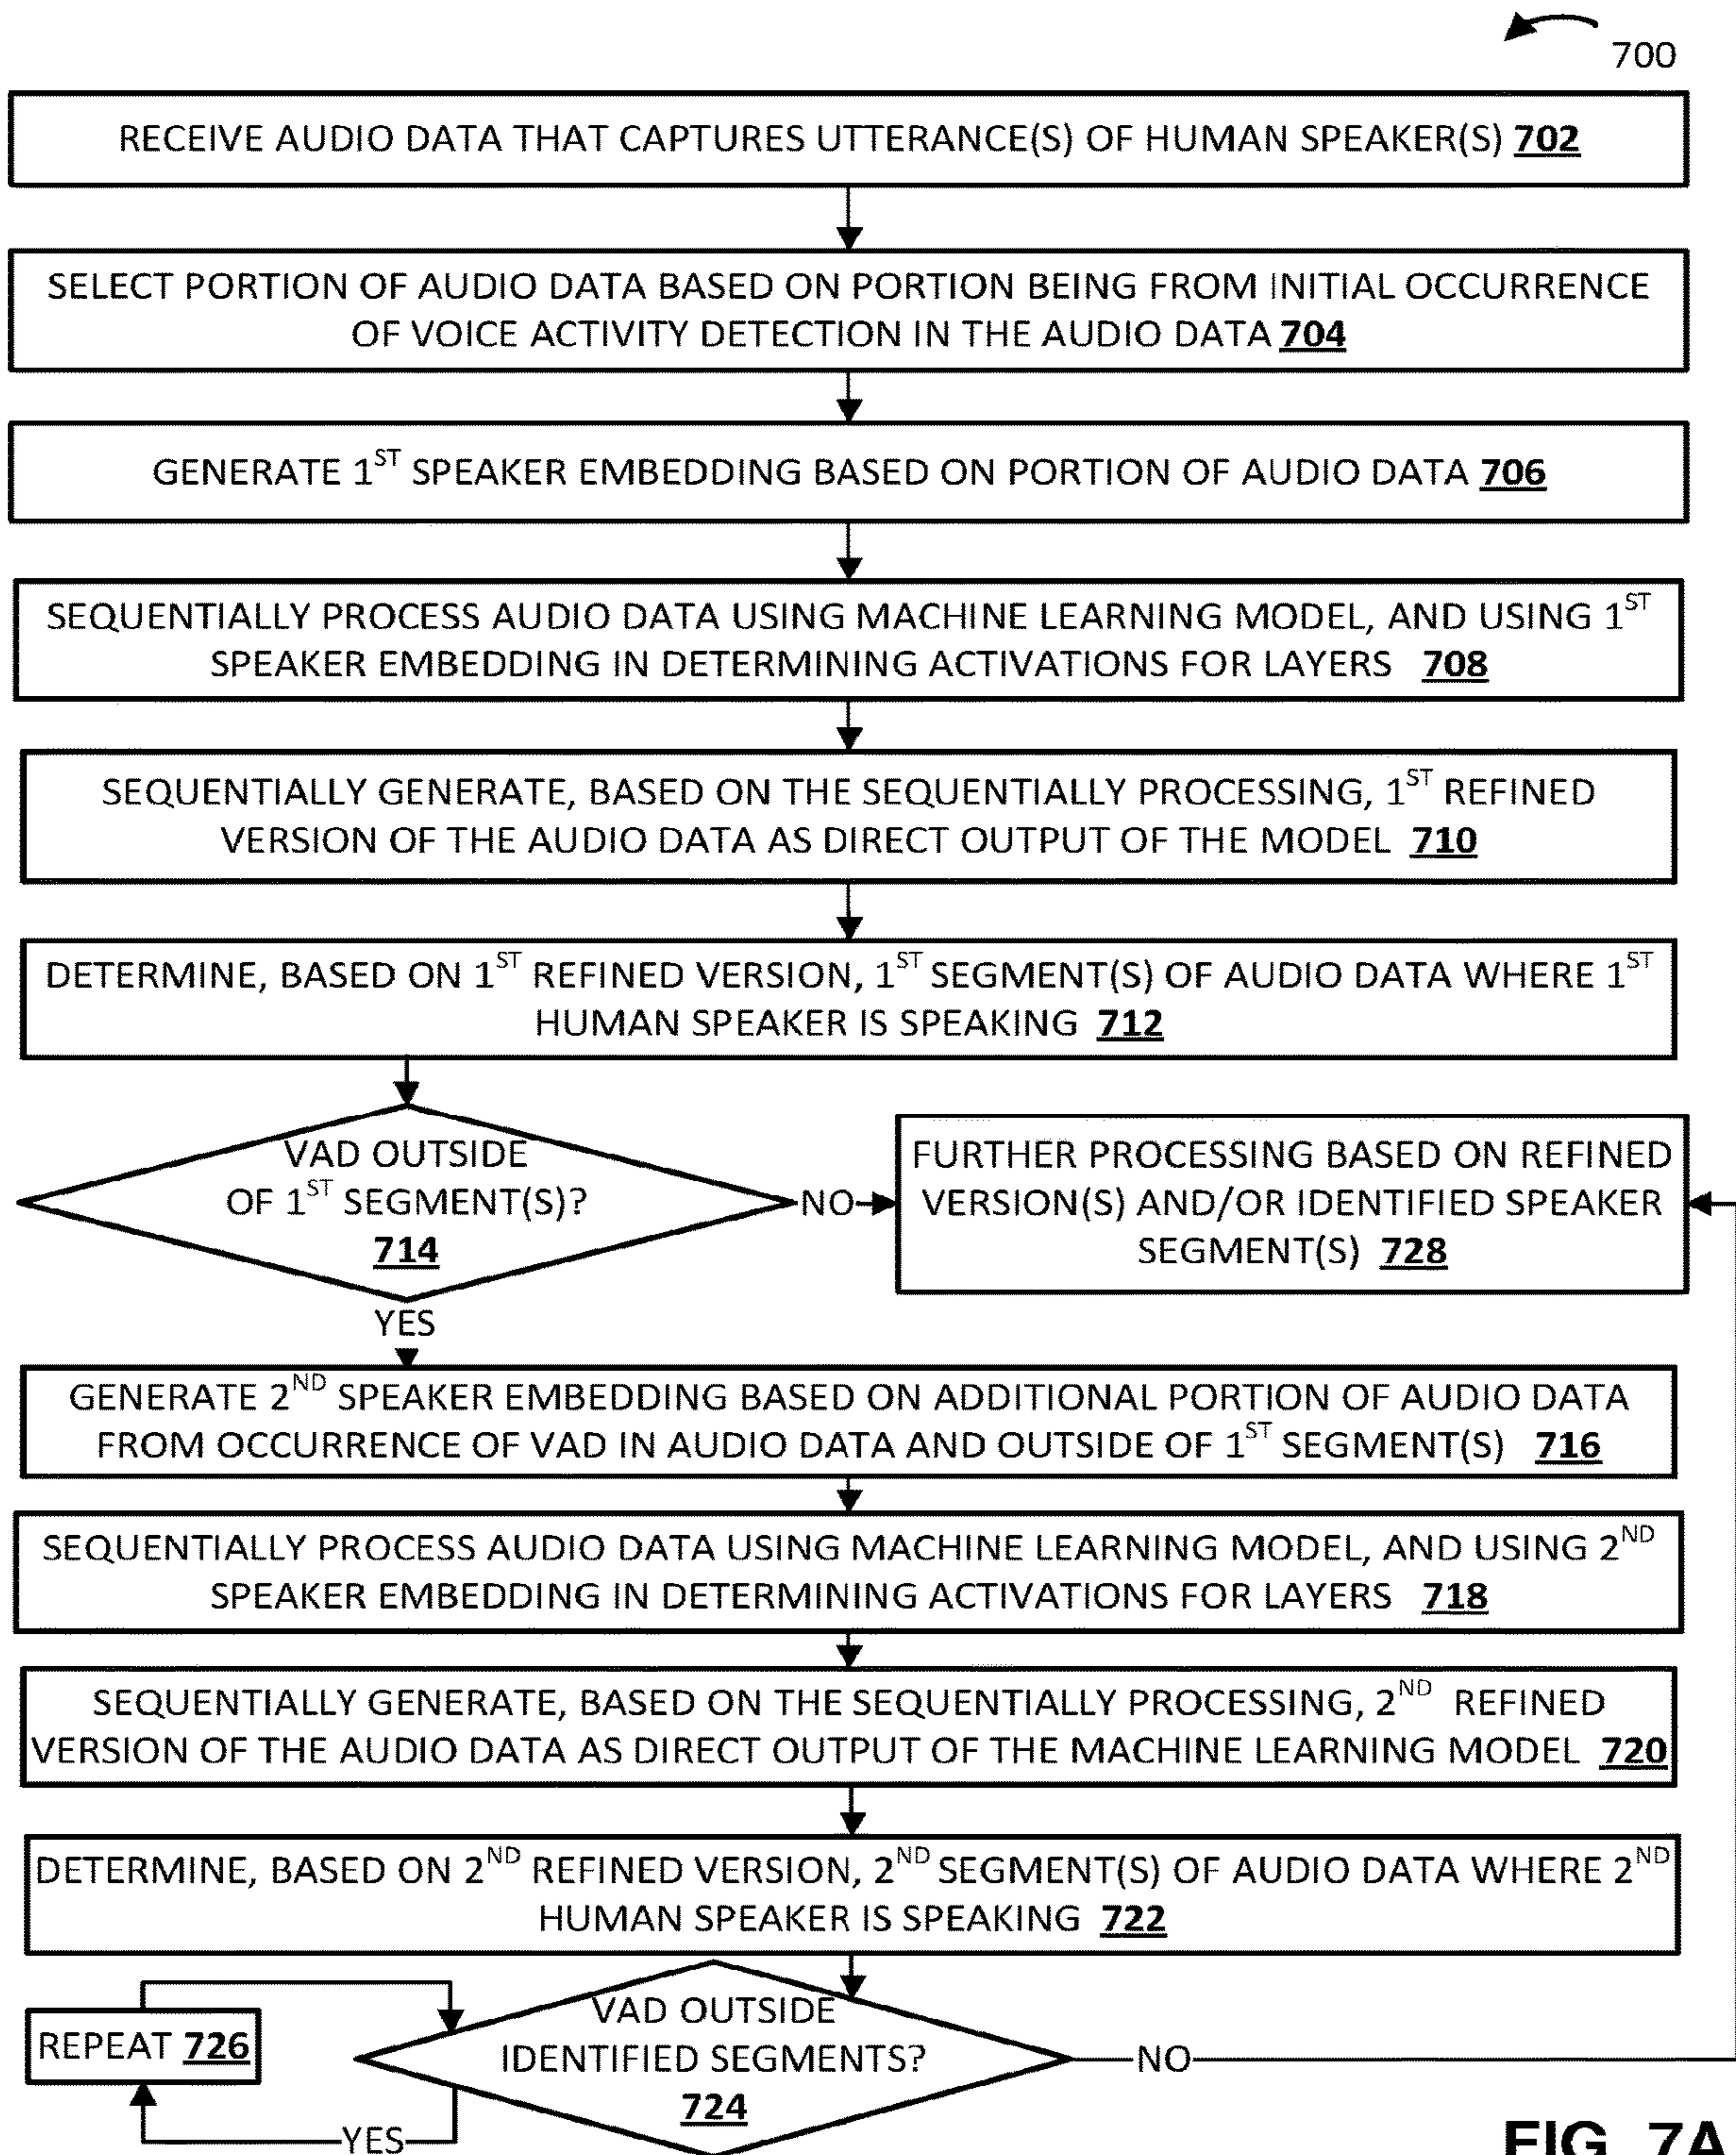 700
RECEIVE AUDIO DATA THAT CAPTURES UTTERANCE(S) OF HUMAN SPEAKER(S) 702
SELECT PORTION OF AUDIO DATA BASED ON PORTION BEING FROM INITIAL OCCURRENCE
OF VOICE ACTIVITY DETECTION IN THE AUDIO DATA 704
GENERATE 1ST SPEAKER EMBEDDING BASED ON PORTION OF AUDIO DATA 706
SEQUENTIALLY PROCESS AUDIO DATA USING MACHINE LEARNING MODEL, AND USING 1ST
SPEAKER EMBEDDING IN DETERMINING ACTIVATIONS FOR LAYERS 708
SEQUENTIALLY GENERATE, BASED ON THE SEQUENTIALLY PROCESSING, 1ST REFINED
VERSION OF THE AUDIO DATA AS DIRECT OUTPUT OF THE MODEL 710
DETERMINE, BASED ON 1ST REFINED VERSION, 1ST SEGMENT(S) OF AUDIO DATA WHERE 1ST
HUMAN SPEAKER IS SPEAKING 712
VAD OUTSIDE
OF 1ST SEGMENT(S)?
714
NO
FURTHER PROCESSING BASED ON REFINED
VERSION(S) AND/OR IDENTIFIED SPEAKER
SEGMENT(S) 728
YES
GENERATE 2ND SPEAKER EMBEDDING BASED ON ADDITIONAL PORTION OF AUDIO DATA
FROM OCCURRENCE OF VAD IN AUDIO DATA AND OUTSIDE OF 1ST SEGMENT(S) 716
SEQUENTIALLY PROCESS AUDIO DATA USING MACHINE LEARNING MODEL, AND USING 2ND
SPEAKER EMBEDDING IN DETERMINING ACTIVATIONS FOR LAYERS 718
SEQUENTIALLY GENERATE, BASED ON THE SEQUENTIALLY PROCESSING, 2ND REFINED
VERSION OF THE AUDIO DATA AS DIRECT OUTPUT OF THE MACHINE LEARNING MODEL 720
DETERMINE, BASED ON 2ND REFINED VERSION, 2ND SEGMENT(S) OF AUDIO DATA WHERE 2ND
HUMAN SPEAKER IS SPEAKING 722
VAD OUTSIDE
IDENTIFIED SEGMENTS?
724
REPEAT 726
NO
YES
FIG. 7A